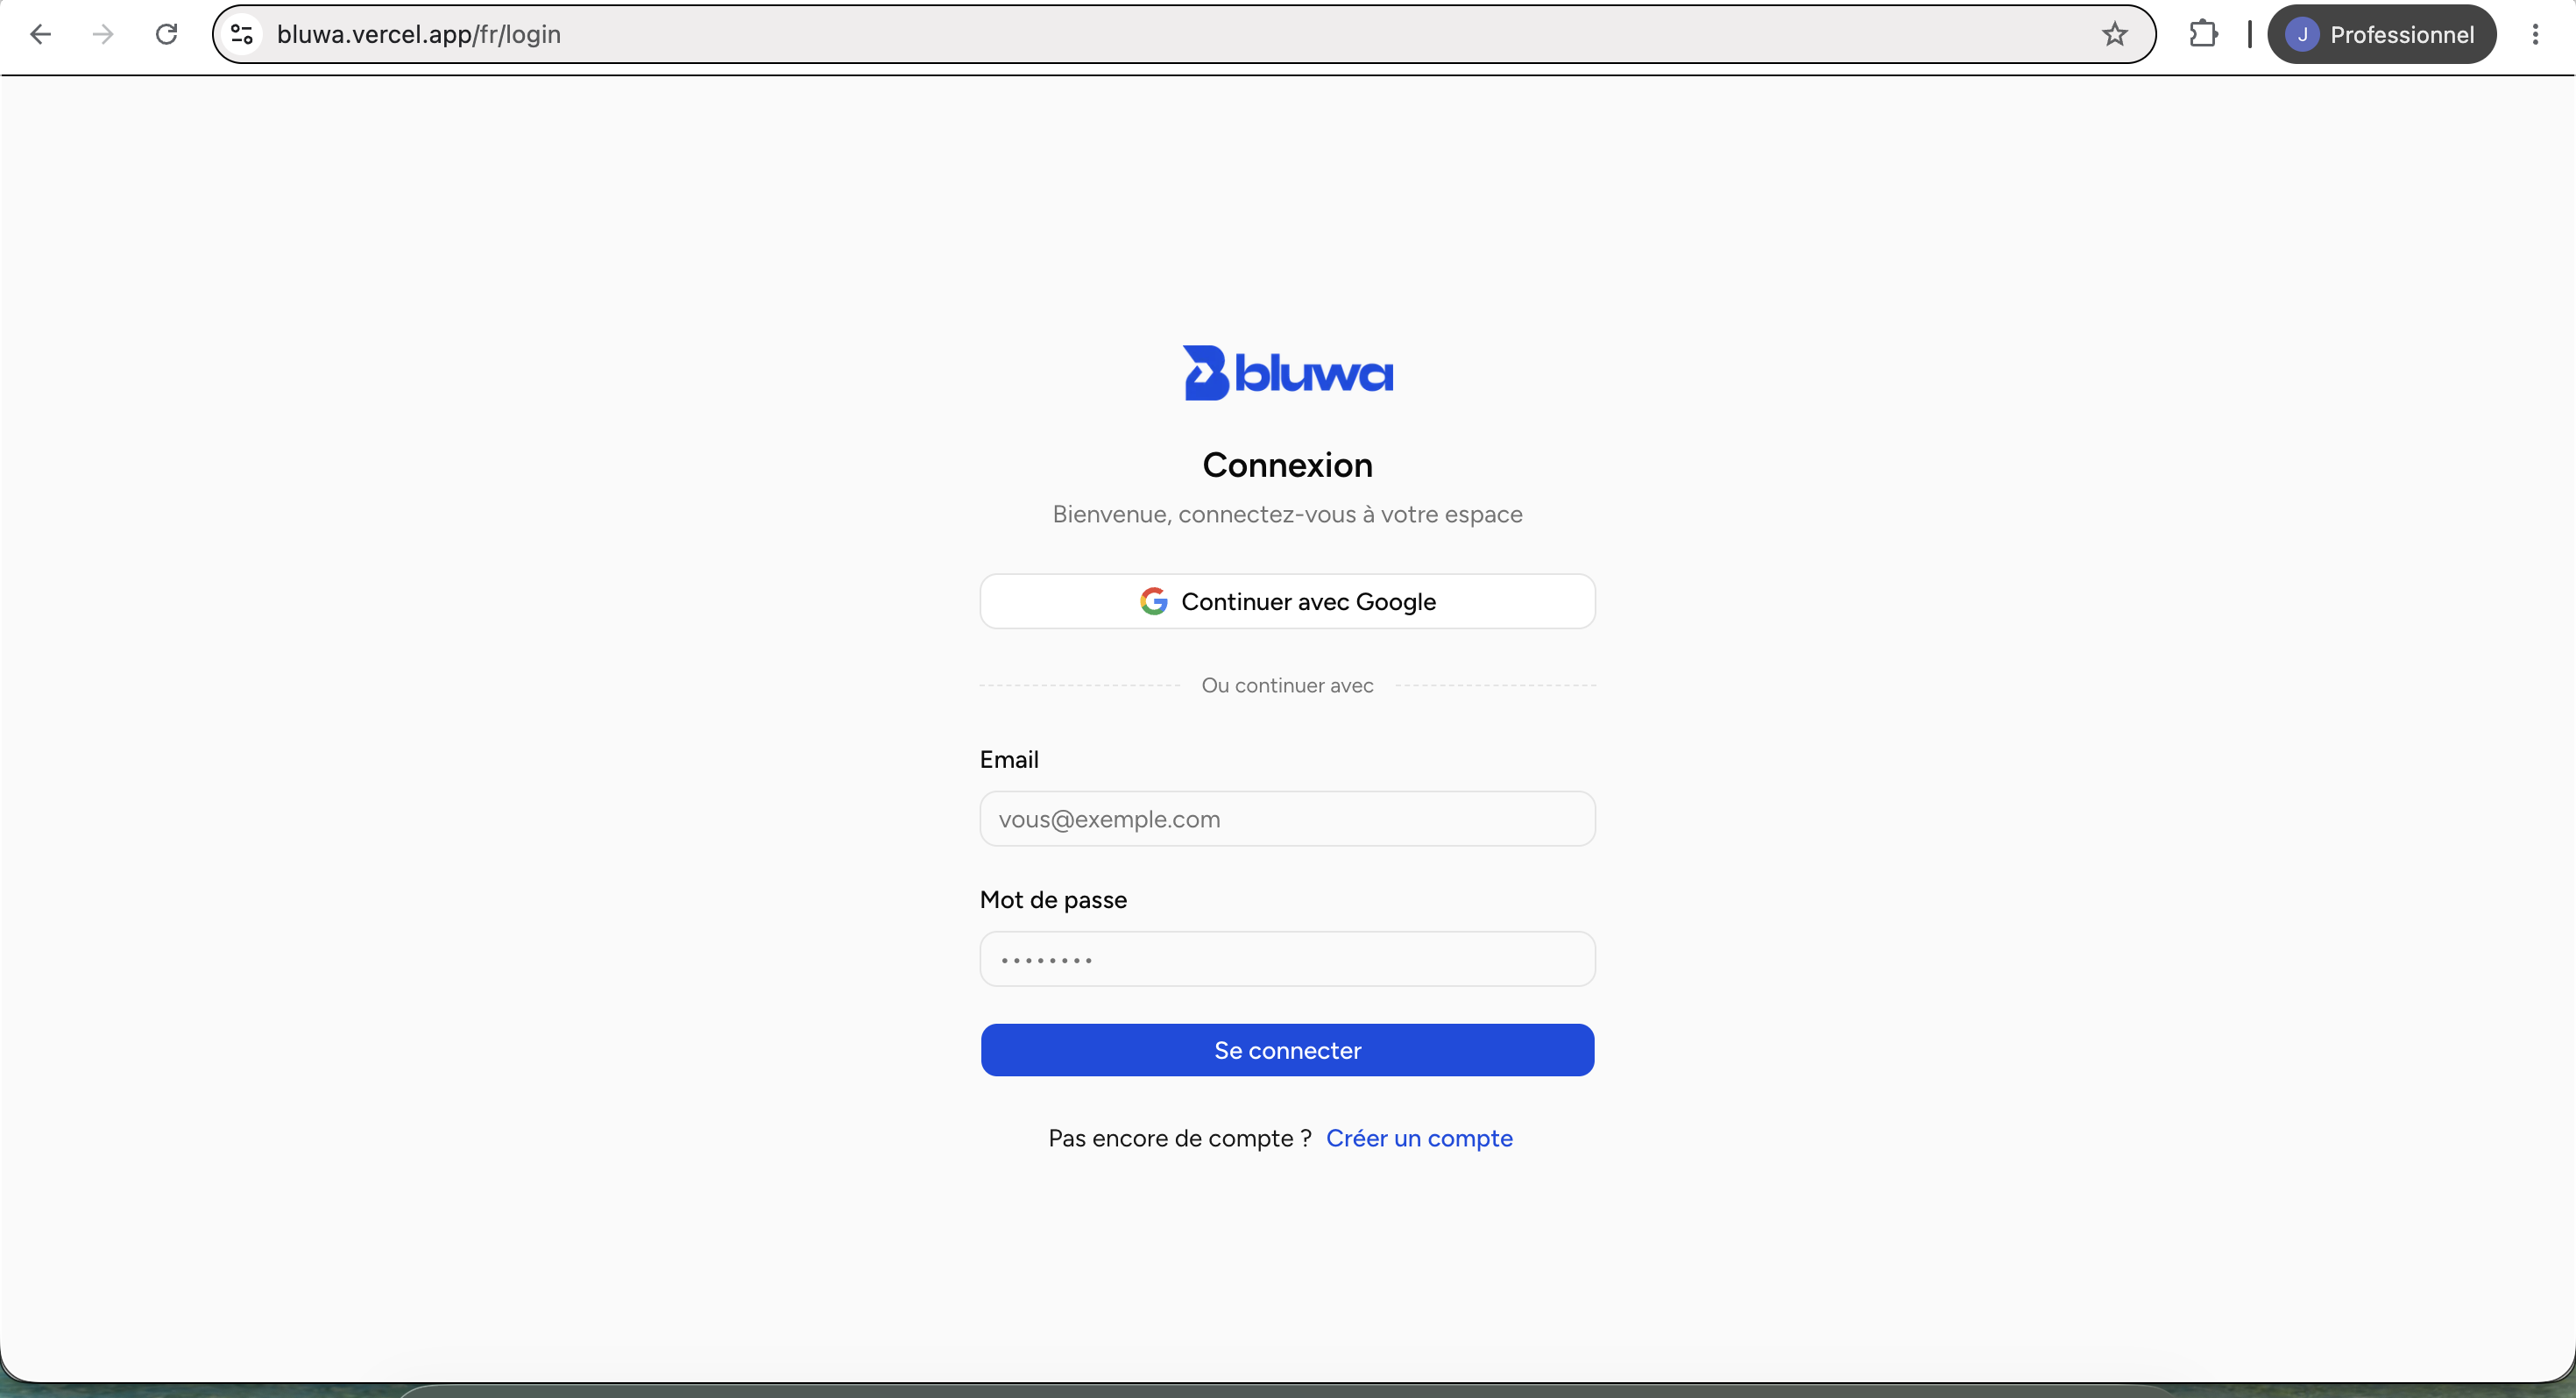 bluwa.vercel.app/fr/login
J Professionnel
bluwa
Connexion
Bienvenue, connectez-vous à votre espace
Continuer avec Google
Ou continuer avec
Email
vous@exemple.com
Mot de passe
••••••••
Se connecter
Pas encore de compte ? Créer un compte